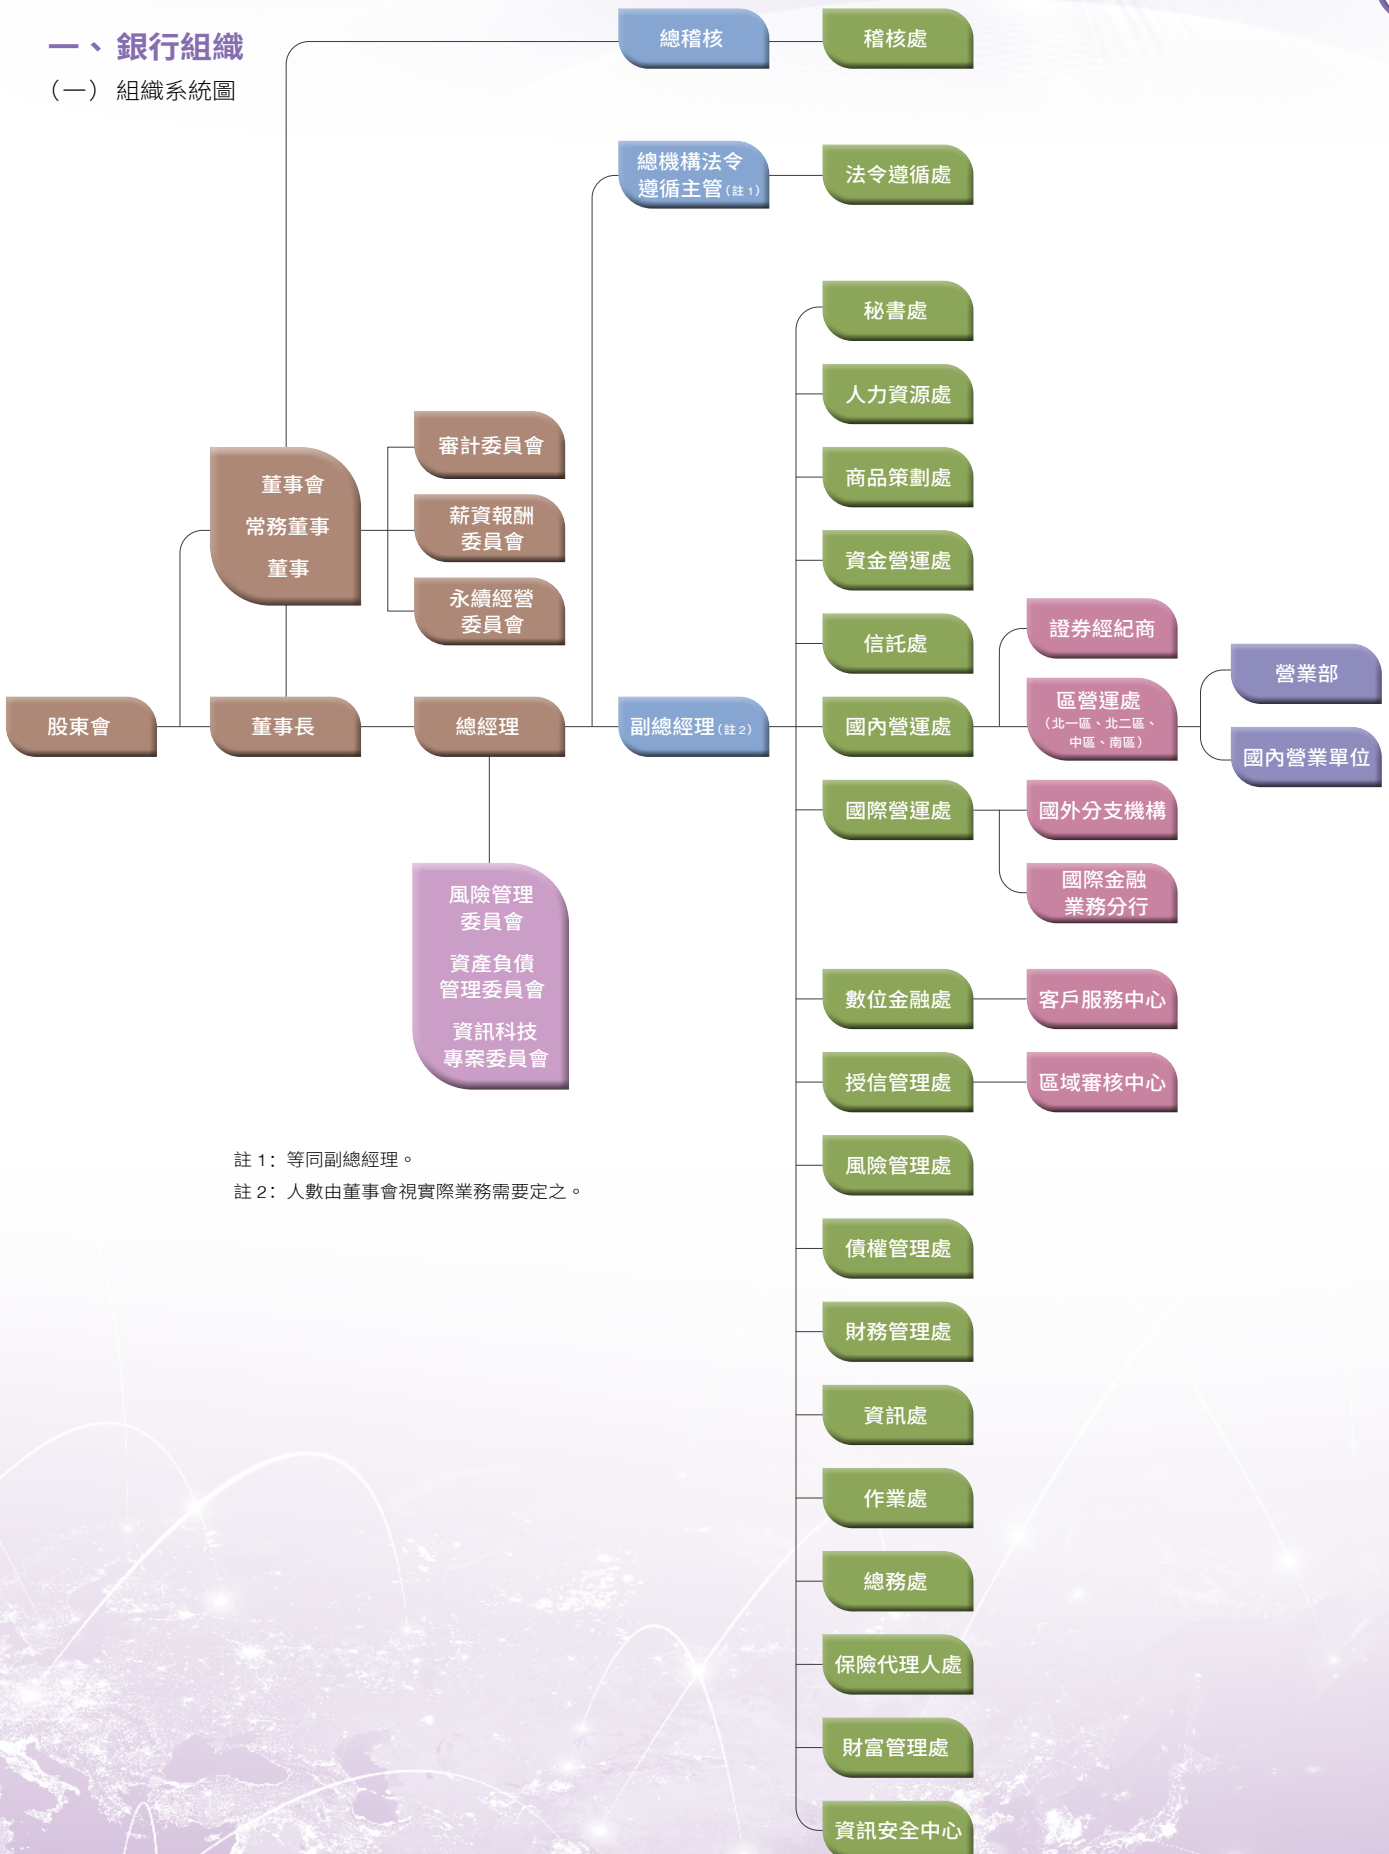 一、銀行組織
（一） 組織系統圖
總稽核
稽核處
總機構法令
遵循主管（註 1）
法令遵循處
秘書處
人力資源處
商品策劃處
資金營運處
信託處
審計委員會
薪資報酬
委員會
永續經營
委員會
董事會
常務董事
董事
股東會
董事長
總經理
副總經理（註 2）
國內營運處
證券經紀商
區營運處
（北一區、北二區、
中區、南區）
營業部
國內營業單位
國際營運處
國外分支機構
國際金融
業務分行
風險管理
委員會
資產負債
管理委員會
資訊科技
專案委員會
數位金融處
客戶服務中心
授信管理處
區域審核中心
風險管理處
債權管理處
財務管理處
資訊處
作業處
總務處
保險代理人處
財富管理處
資訊安全中心
註 1：等同副總經理。
註 2：人數由董事會視實際業務需要定之。